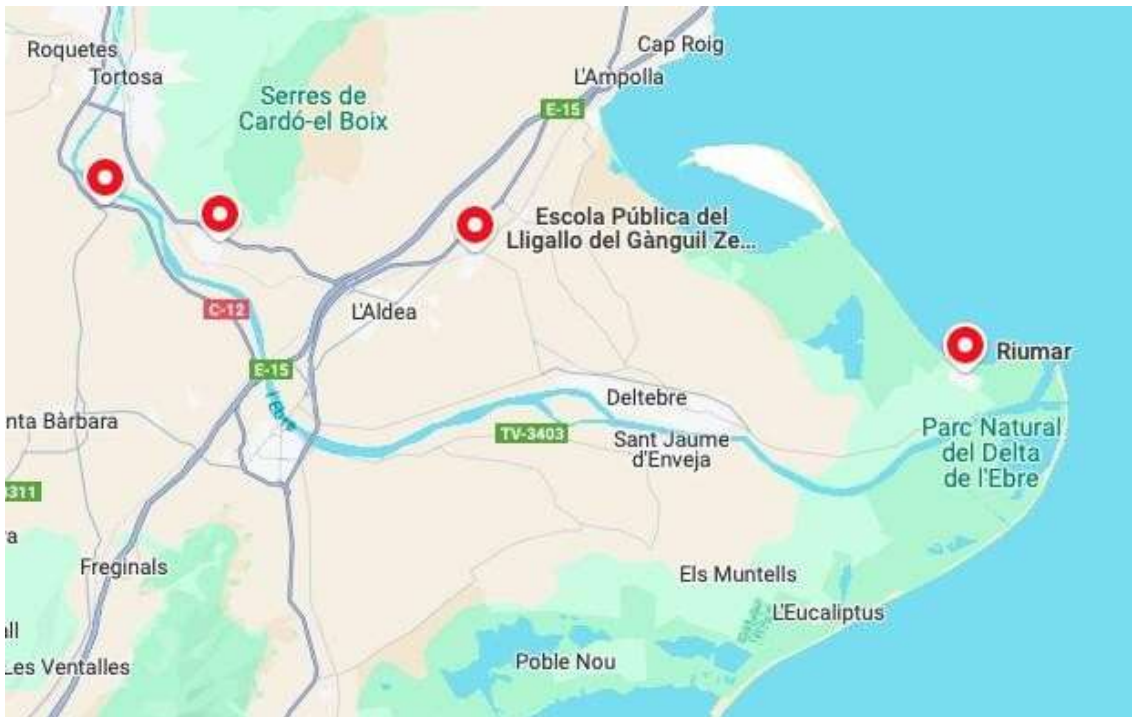 Cap Roig
Roquetes
L'Ampolla
Tortosa
Serres de
Cardó-el Boix
E-15
Escola Pública del
Lligallo del Gànguil Ze...
C-12
L'Aldea
Riumar
E-15
l'Ebre
Deltebre
nta Bàrbara
TV-3403
Sant Jaume
d'Enveja
Parc Natural
del Delta
de l'Ebre
311
a
Freginals
Els Muntells
L'Eucaliptus
all
Les Ventalles
Poble Nou